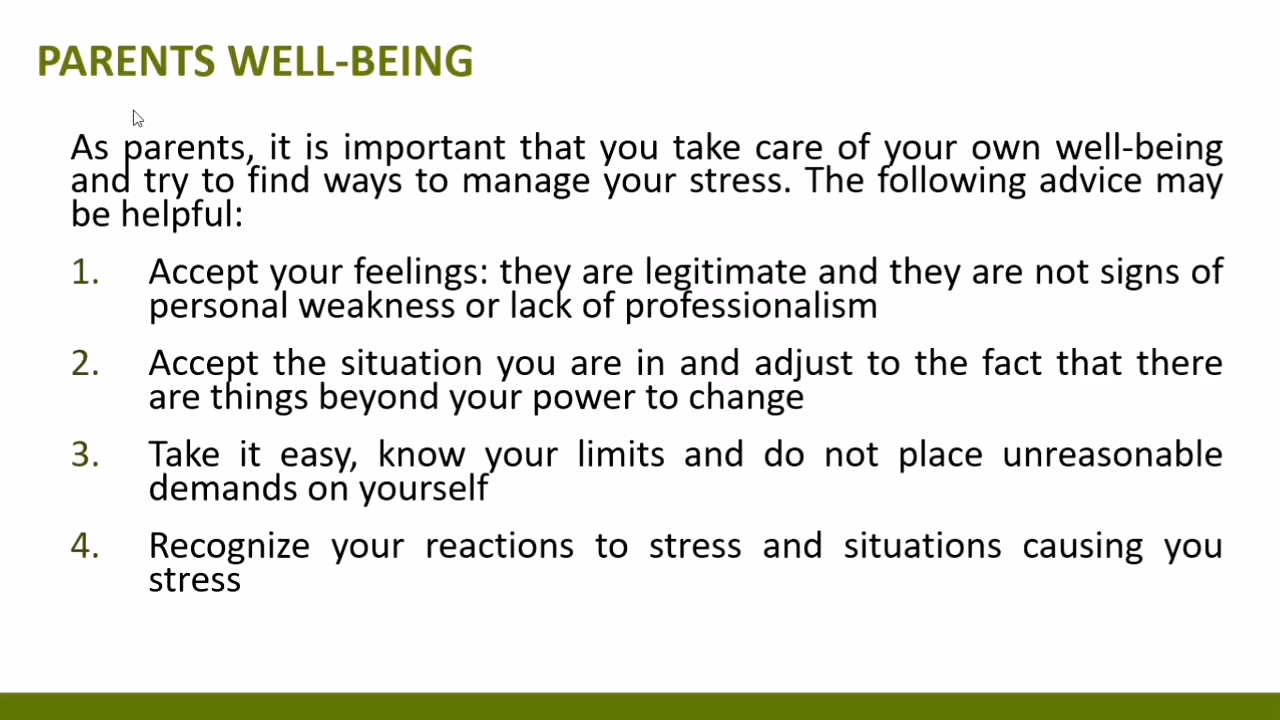 PARENTS WELL-BEING
As parents, it is important that you take care of your own well-being
and try to find ways to manage your stress. The following advice may
be helpful:
1. Accept your feelings: they are legitimate and they are not signs of
personal weakness or lack of professionalism
2. Accept the situation you are in and adjust to the fact that there
are things beyond your power to change
3. Take it easy, know your limits and do not place unreasonable
demands on yourself
4. Recognize your reactions to stress and situations causing you
stress